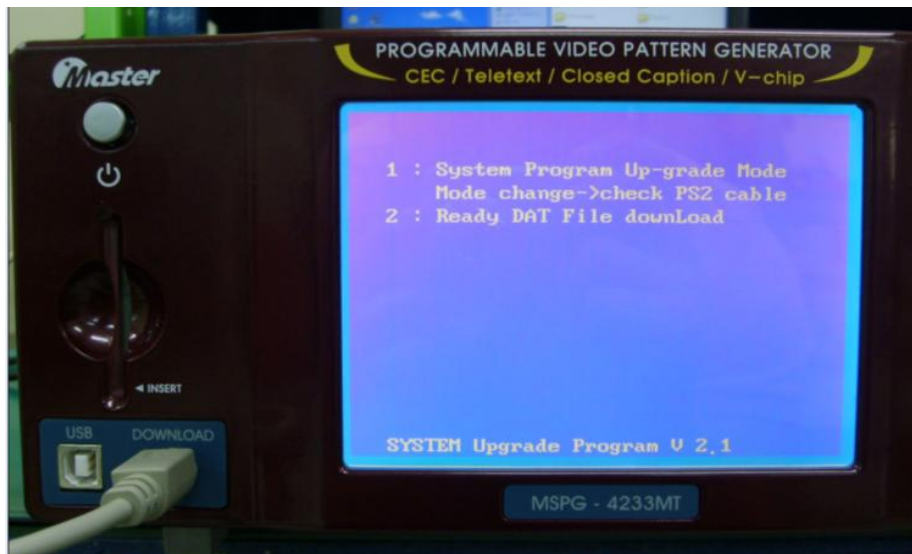 Master
PROGRAMMABLE VIDEO PATTERN GENERATOR
CEC / Teletext / Closed Caption / V-chip
1 : System Program Up-grade Mode
Mode change->check PS2 cable
2 : Ready DAT File downLoad
SYSTEM Upgrade Program V 2.1
◄ INSERT
USB DOWNLOAD
MSPG - 4233MT